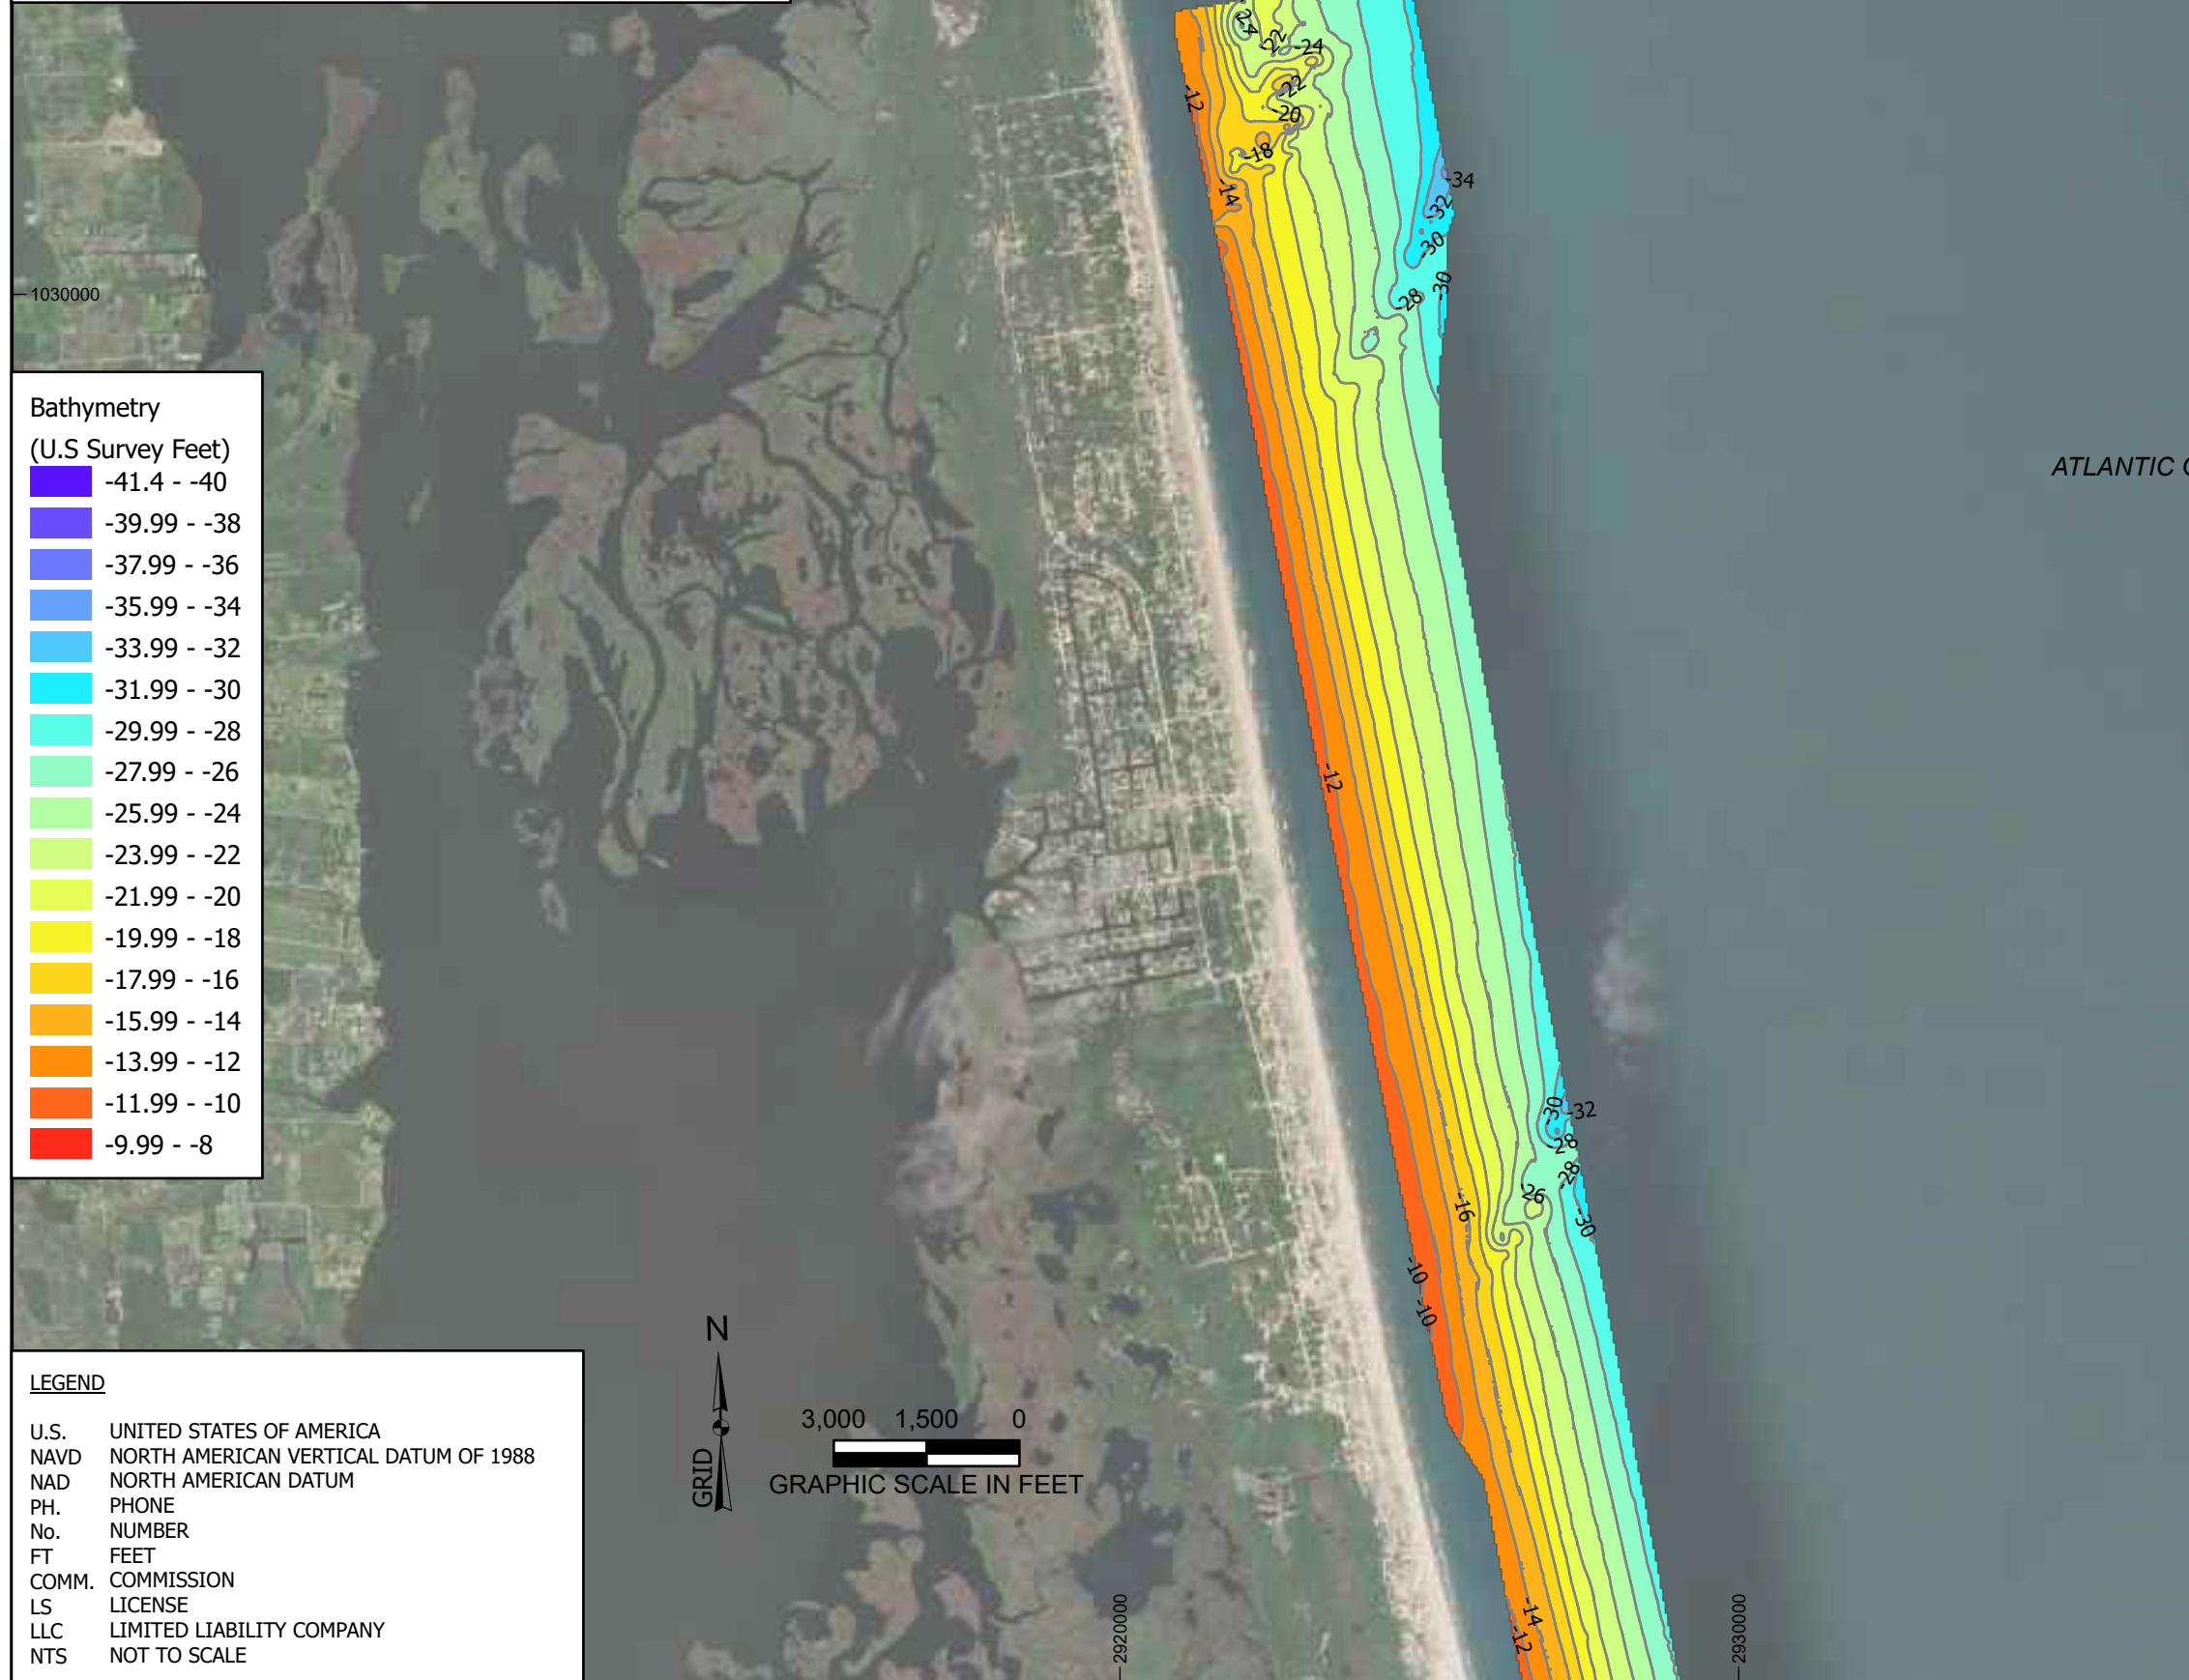 -24
-22
-24
-22
-12
-20
-18
-34
-14
-32
-30
-30
1030000
-28
Bathymetry
(U.S Survey Feet)
-41.4 - -40
-39.99 - -38
-37.99 - -36
-35.99 - -34
-33.99 - -32
-31.99 - -30
-29.99 - -28
-27.99 - -26
-25.99 - -24
-23.99 - -22
-21.99 - -20
-19.99 - -18
-17.99 - -16
-15.99 - -14
-13.99 - -12
-11.99 - -10
-9.99 - -8
ATLANTIC
-12
-30
-32
-28
-28
-26
-16
-30
-10
-10
N
GRID
3,000 1,500 0
GRAPHIC SCALE IN FEET
LEGEND
U.S. UNITED STATES OF AMERICA
NAVD NORTH AMERICAN VERTICAL DATUM OF 1988
NAD NORTH AMERICAN DATUM
PH. PHONE
No. NUMBER
FT FEET
COMM. COMMISSION
LS LICENSE
LLC LIMITED LIABILITY COMPANY
NTS NOT TO SCALE
-14
-12
2920000
2930000